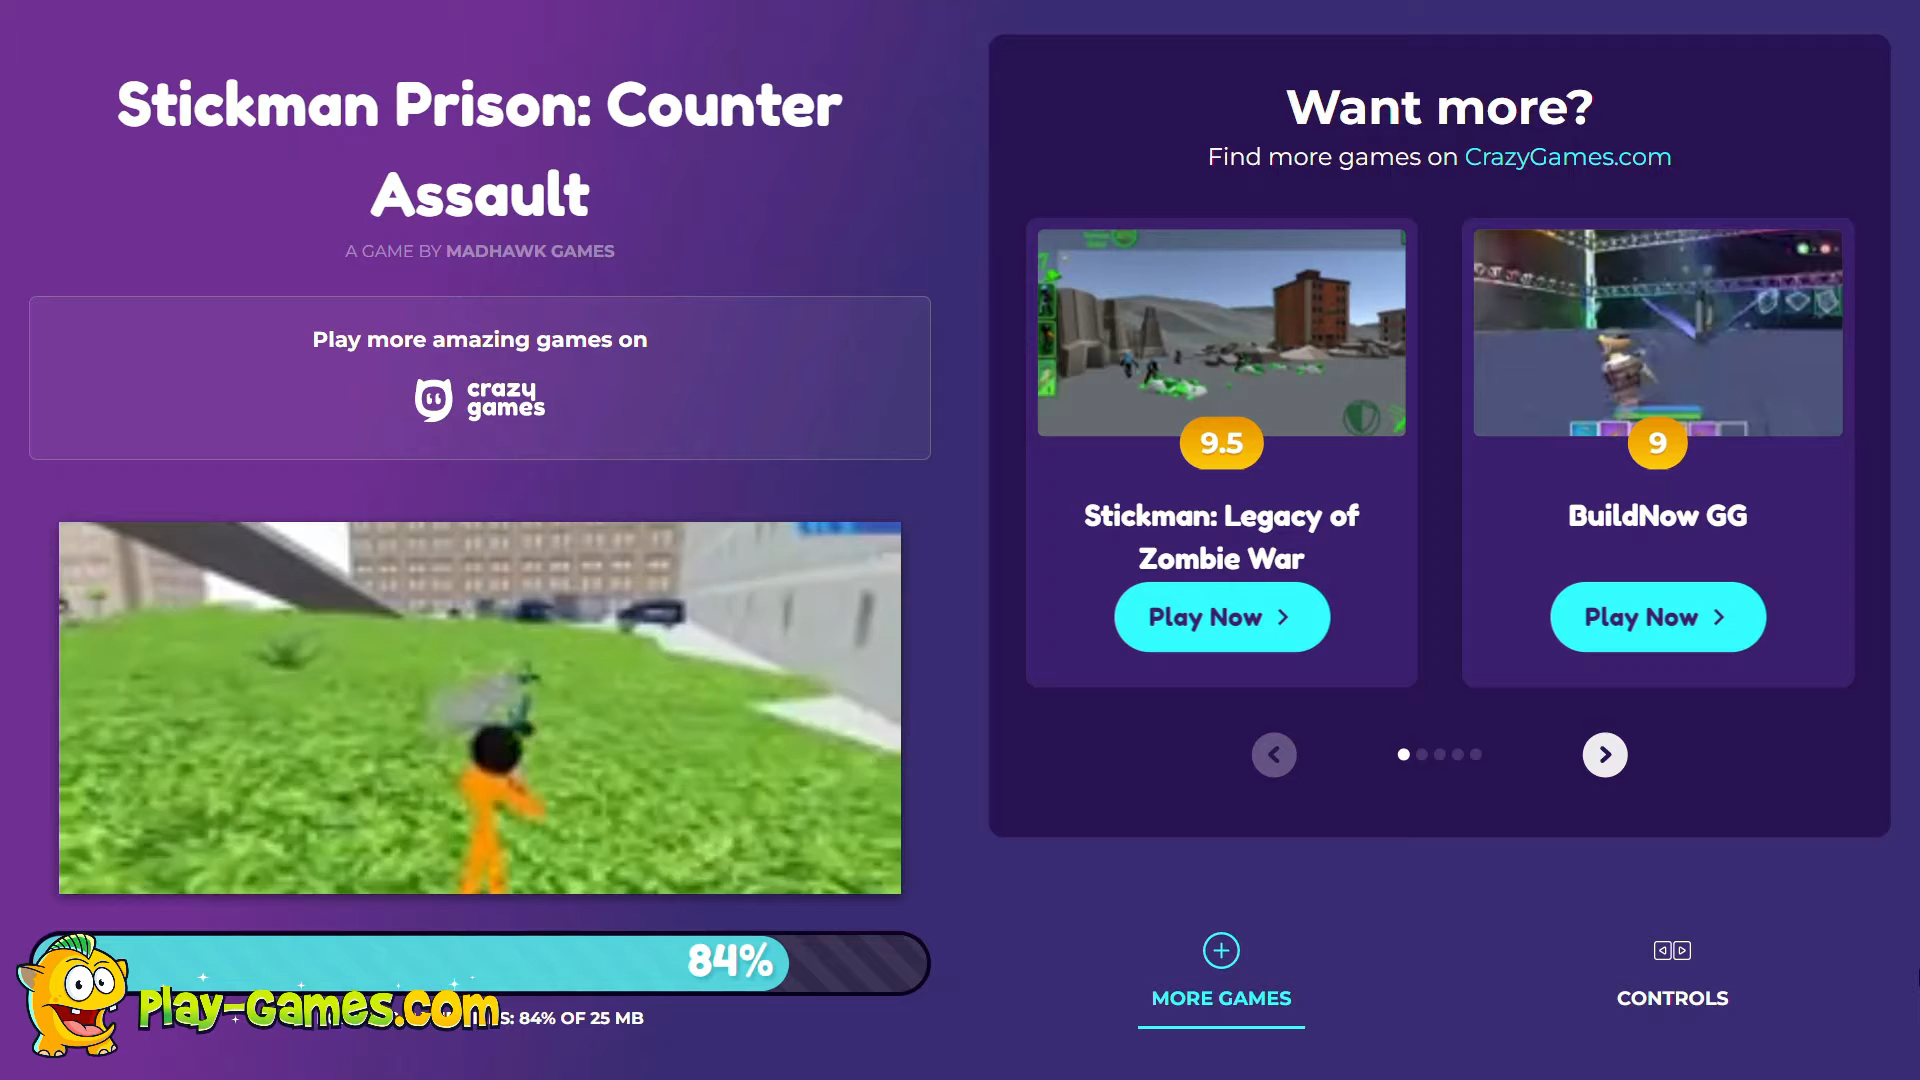 Stickman Prison: Counter
Assault
A GAME BY MADHAWK GAMES
Play more amazing games on
crazy
games
84%
Play-Games.com
S: 84% OF 25 MB
Want more?
Find more games on CrazyGames.com
9.5
Stickman: Legacy of
Zombie War
Play Now
9
BuildNow GG
Play Now
MORE GAMES
CONTROLS